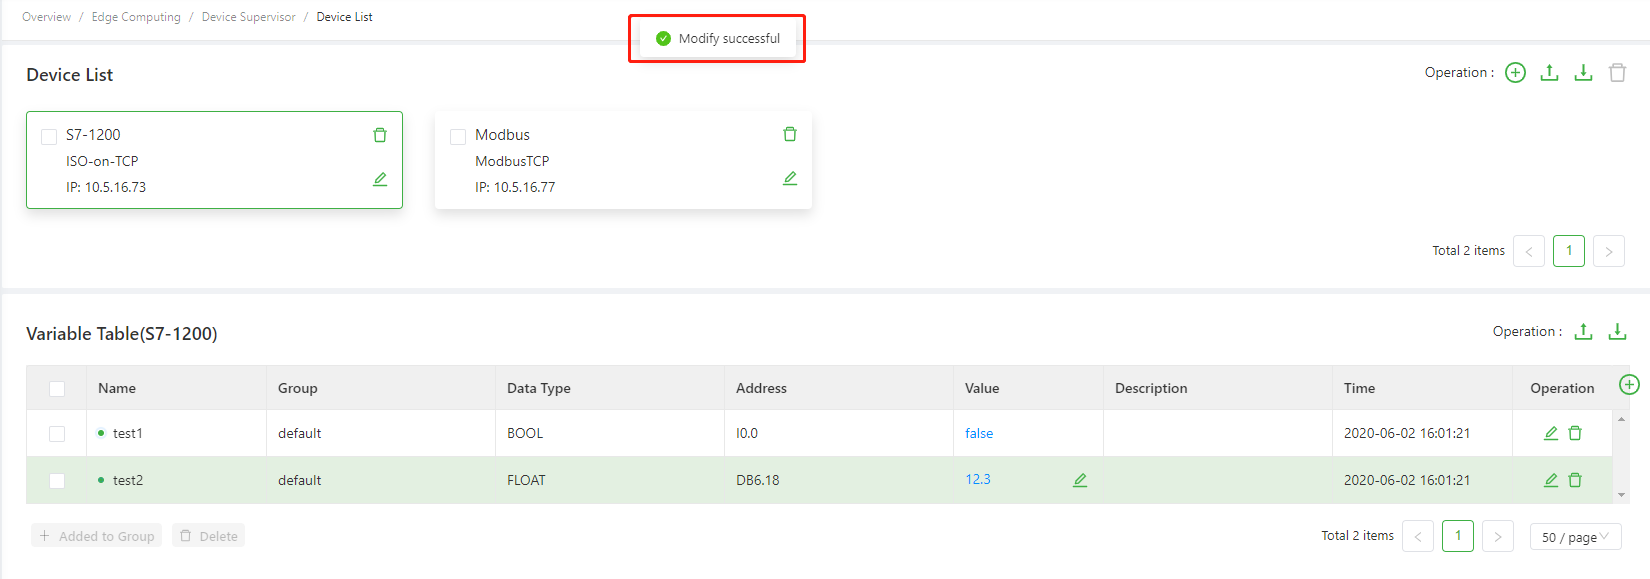 Overview / Edge Computing / Device Supervisor / Device List
Modify successful
Device List
Operation :
S7-1200
ISO-on-TCP
IP: 10.5.16.73
Modbus
ModbusTCP
IP: 10.5.16.77
Total 2 items < 1 >
Variable Table(S7-1200)
Operation :
Name Group Data Type Address Value Description Time Operation
test1 default BOOL I0.0 false 2020-06-02 16:01:21
test2 default FLOAT DB6.18 12.3 2020-06-02 16:01:21
+ Added to Group Delete
Total 2 items < 1 > 50 / page